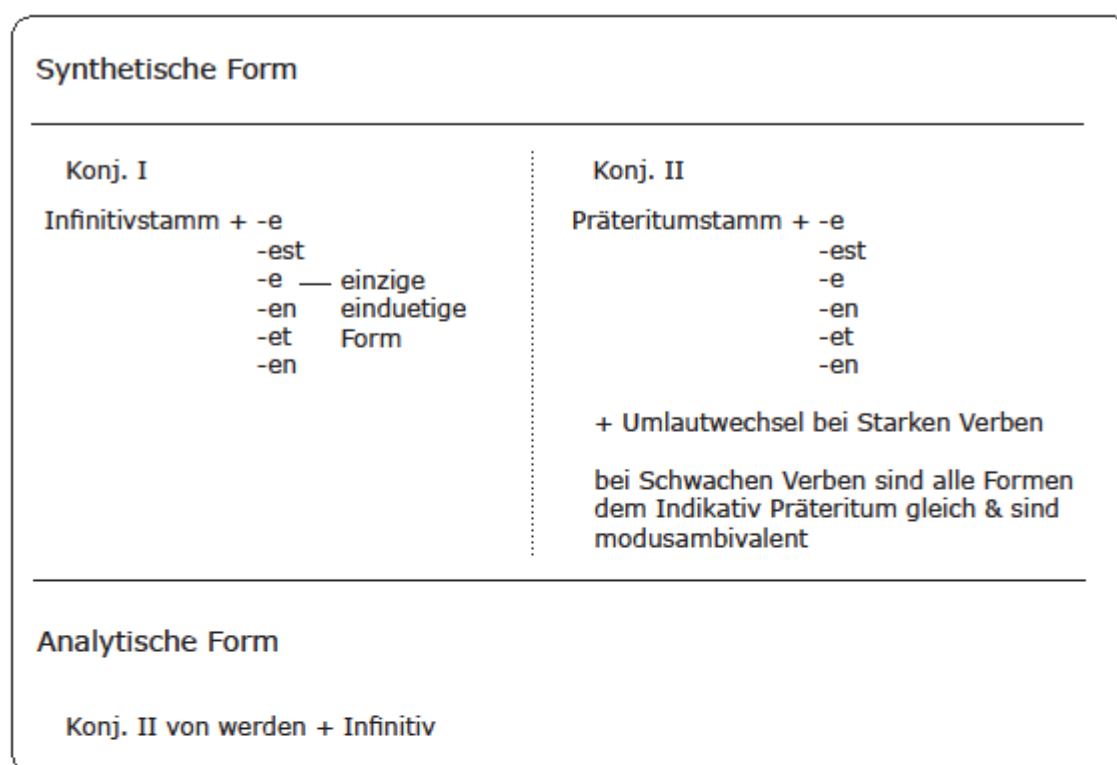 Synthetische Form
Konj. I
Infinitivstamm + -e
-est
-e — einzige
-en einduetige
-et Form
-en
Konj. II
Präteritumstamm + -e
-est
-e
-en
-et
-en
+ Umlautwechsel bei Starken Verben
bei Schwachen Verben sind alle Formen
dem Indikativ Präteritum gleich & sind
modusambivalent
Analytische Form
Konj. II von werden + Infinitiv